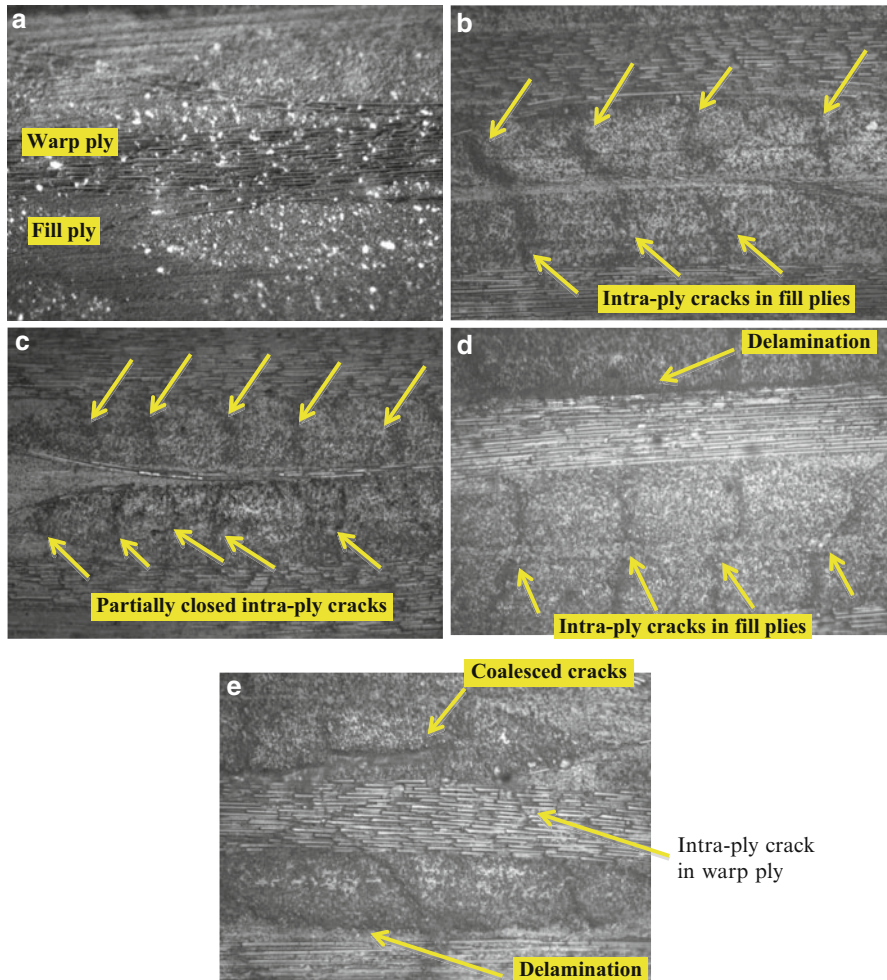 a
Warp ply
Fill ply
b
Intra-ply cracks in fill plies
c
Partially closed intra-ply cracks
d
Delamination
Intra-ply cracks in fill plies
e
Coalesced cracks
Intra-ply crack
in warp ply
Delamination